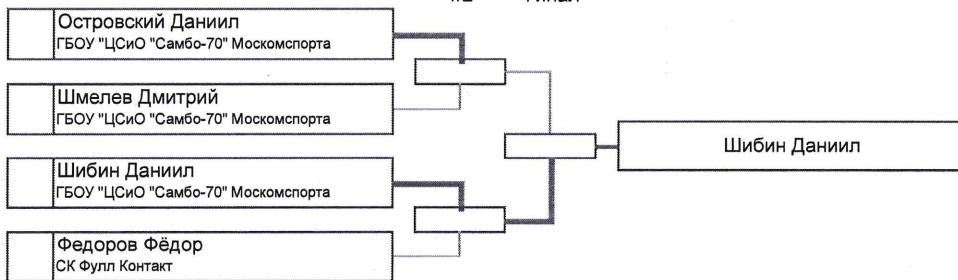 Островский Даниил
ГБОУ "ЦСиО "Самбо-70" Москомспорта
Шмелев Дмитрий
ГБОУ "ЦСиО "Самбо-70" Москомспорта
Шибин Даниил
ГБОУ "ЦСиО "Самбо-70" Москомспорта
Федоров Фёдор
СК Фулл Контакт
Шибин Даниил